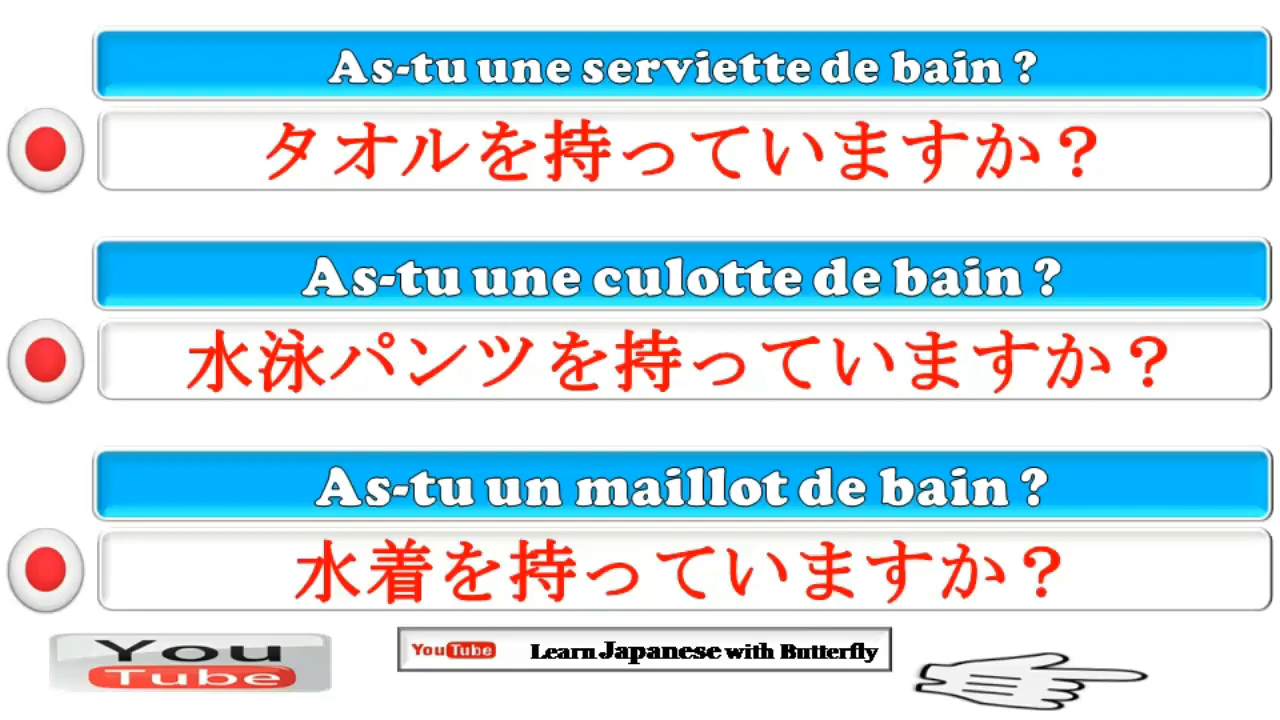 As-tu une serviette de bain ?
タオルを持っていますか？
As-tu une culotte de bain ?
水泳パンツを持っていますか？
As-tu un maillot de bain ?
水着を持っていますか？
You
Tube
YouTube Learn Japanese with Butterfly